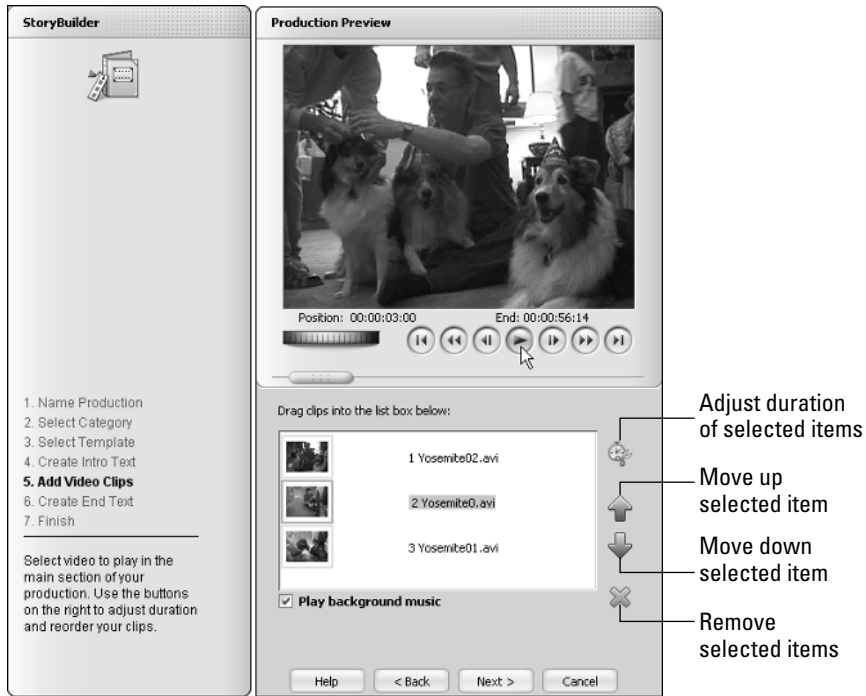 StoryBuilder
1. Name Production
2. Select Category
3. Select Template
4. Create Intro Text
5. Add Video Clips
6. Create End Text
7. Finish
Select video to play in the
main section of your
production. Use the buttons
on the right to adjust duration
and reorder your clips.
Production Preview
Position: 00:00:03:00
End: 00:00:56:14
Drag clips into the list box below:
1 Yosemite02.avi
2 Yosemite0.avi
3 Yosemite01.avi
Play background music
Help
< Back
Next >
Cancel
Adjust duration
of selected items
Move up
selected item
Move down
selected item
Remove
selected items